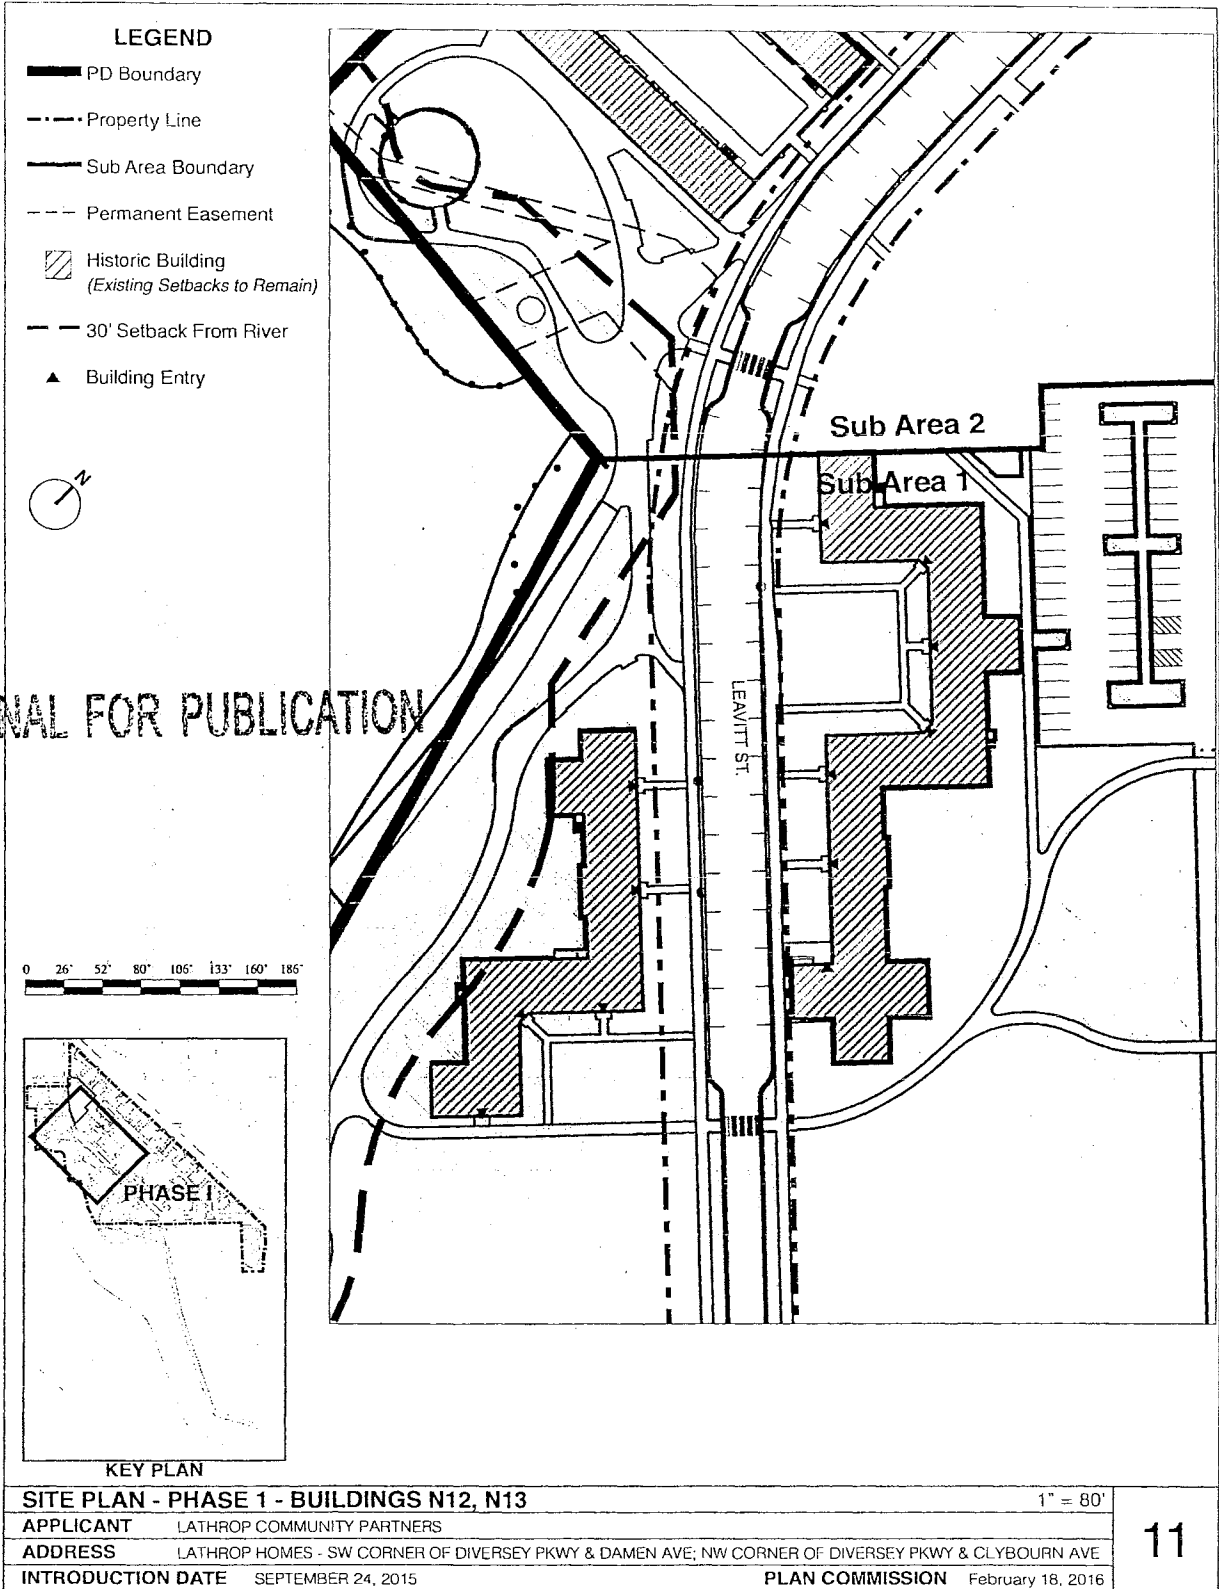 LEGEND
PD Boundary
Property Line
Sub Area Boundary
Permanent Easement
Historic Building
(Existing Setbacks to Remain)
30' Setback From River
Building Entry
N
Sub Area 2
Sub Area 1
LEAVITT ST.
NAL FOR PUBLICATION
0 26' 52' 80' 106' 133' 160' 186'
PHASE I
KEY PLAN
SITE PLAN - PHASE 1 - BUILDINGS N12, N13 1" = 80'
APPLICANT LATHROP COMMUNITY PARTNERS
ADDRESS LATHROP HOMES - SW CORNER OF DIVERSEY PKWY & DAMEN AVE; NW CORNER OF DIVERSEY PKWY & CLYBOURN AVE
INTRODUCTION DATE SEPTEMBER 24, 2015 PLAN COMMISSION February 18, 2016
11